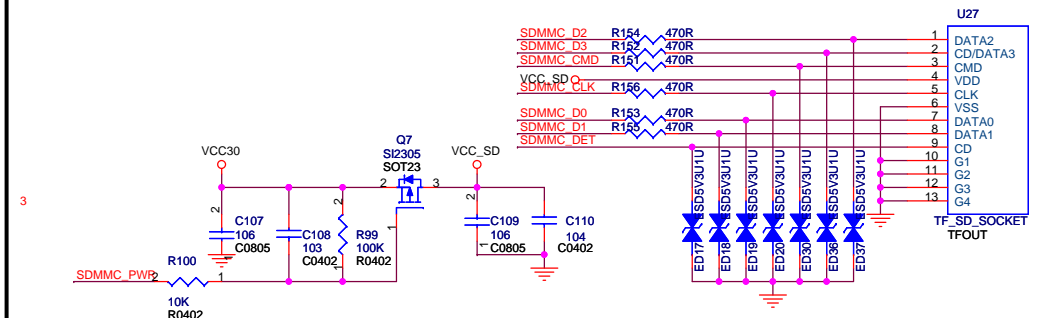 U27
SDMMC_D2 R154 470R 1 DATA2
SDMMC_D3 R152 470R 2 CD/DATA3
SDMMC_CMD R151 470R 3 CMD
VCC_SD 4 VDD
SDMMC_CLK R156 470R 5 CLK
6 VSS
SDMMC_D0 R153 470R 7 DATA0
SDMMC_D1 R155 470R 8 DATA1
SDMMC_DET 9 CD
10 G1
11 G2
12 G3
13 G4
TF_SD_SOCKET
TFOUT
Q7
SI2305
SOT23
VCC30
VCC_SD
2 3
1
2
C107
106
C0805
1
C108
103
C0402
2
R99
100K
R0402
1
2
C109
106
C0805
1
C110
104
C0402
SDMMC_PWR 2 R100 1
10K
R0402
3
ESD5V3U1U ESD5V3U1U ESD5V3U1U ESD5V3U1U ESD5V3U1U ESD5V3U1U ESD5V3U1U
ED17 ED18 ED19 ED20 ED30 ED36 ED37